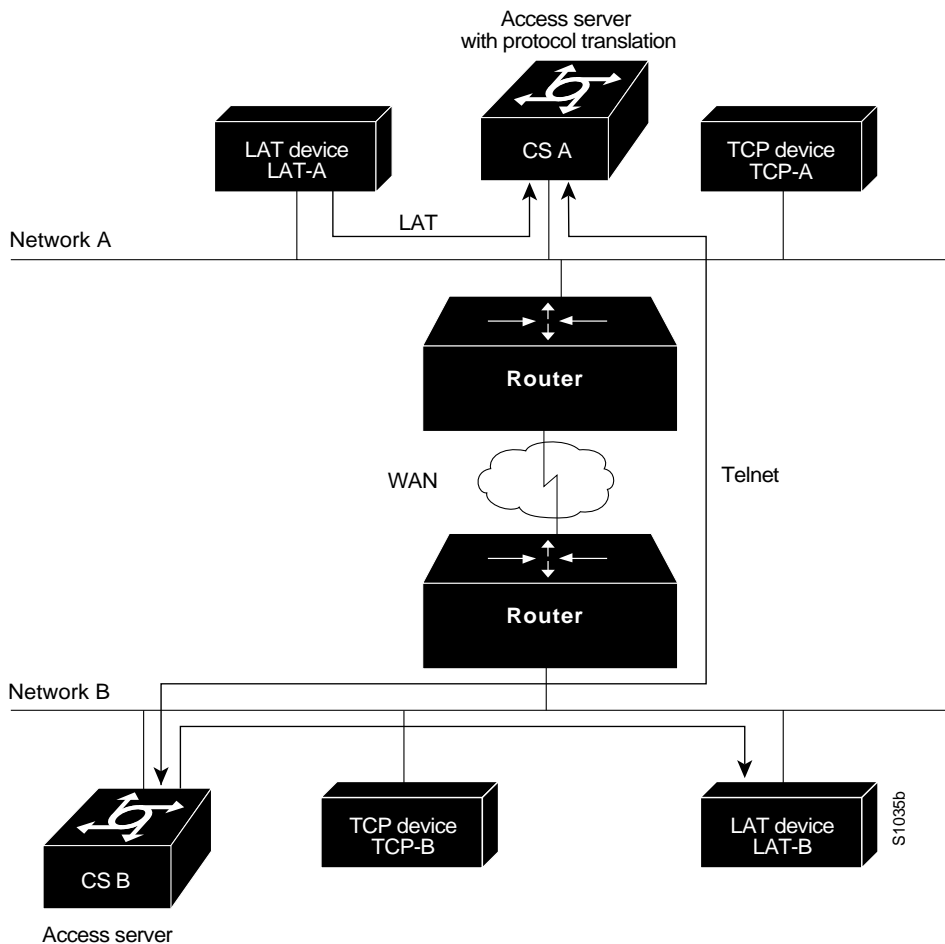 Access server
with protocol translation
LAT device
LAT-A
CS A
TCP device
TCP-A
LAT
Network A
Router
WAN
Telnet
Router
Network B
CS B
TCP device
TCP-B
LAT device
LAT-B
S1035b
Access server